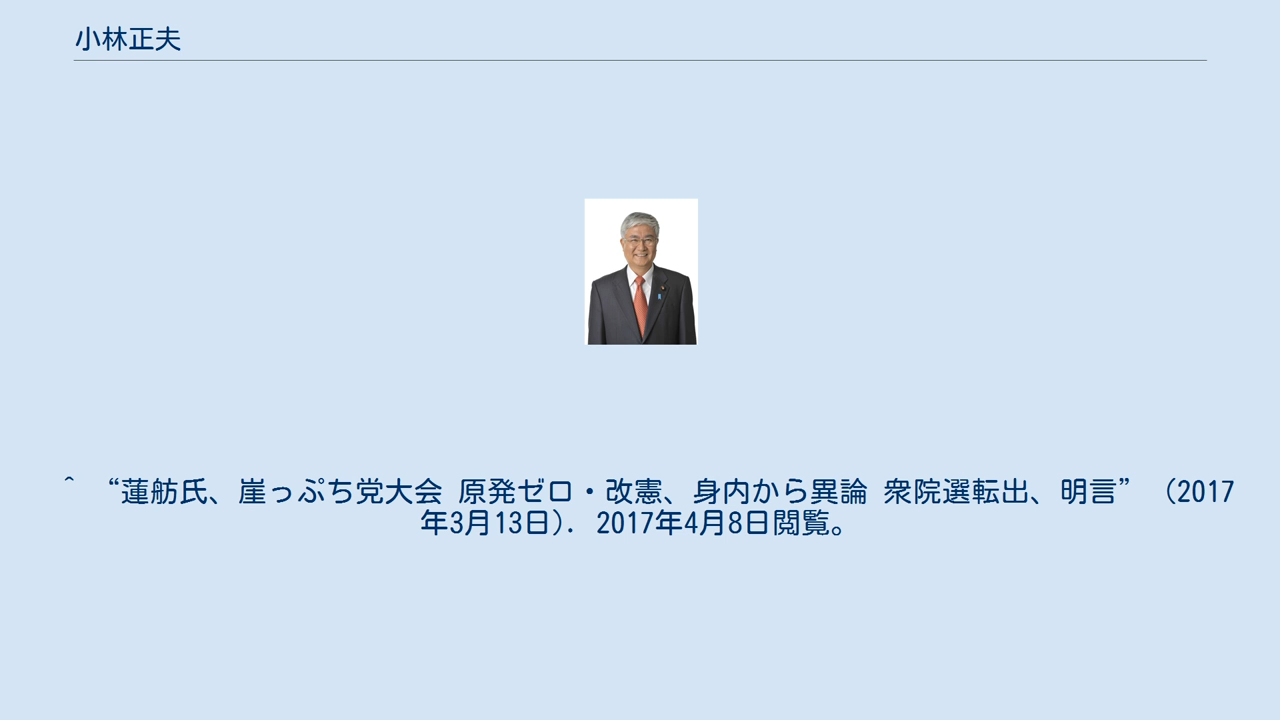 小林正夫
^ “蓮舫氏、崖っぷち党大会 原発ゼロ・改憲、身内から異論 衆院選転出、明言” (2017
年3月13日). 2017年4月8日閲覧。